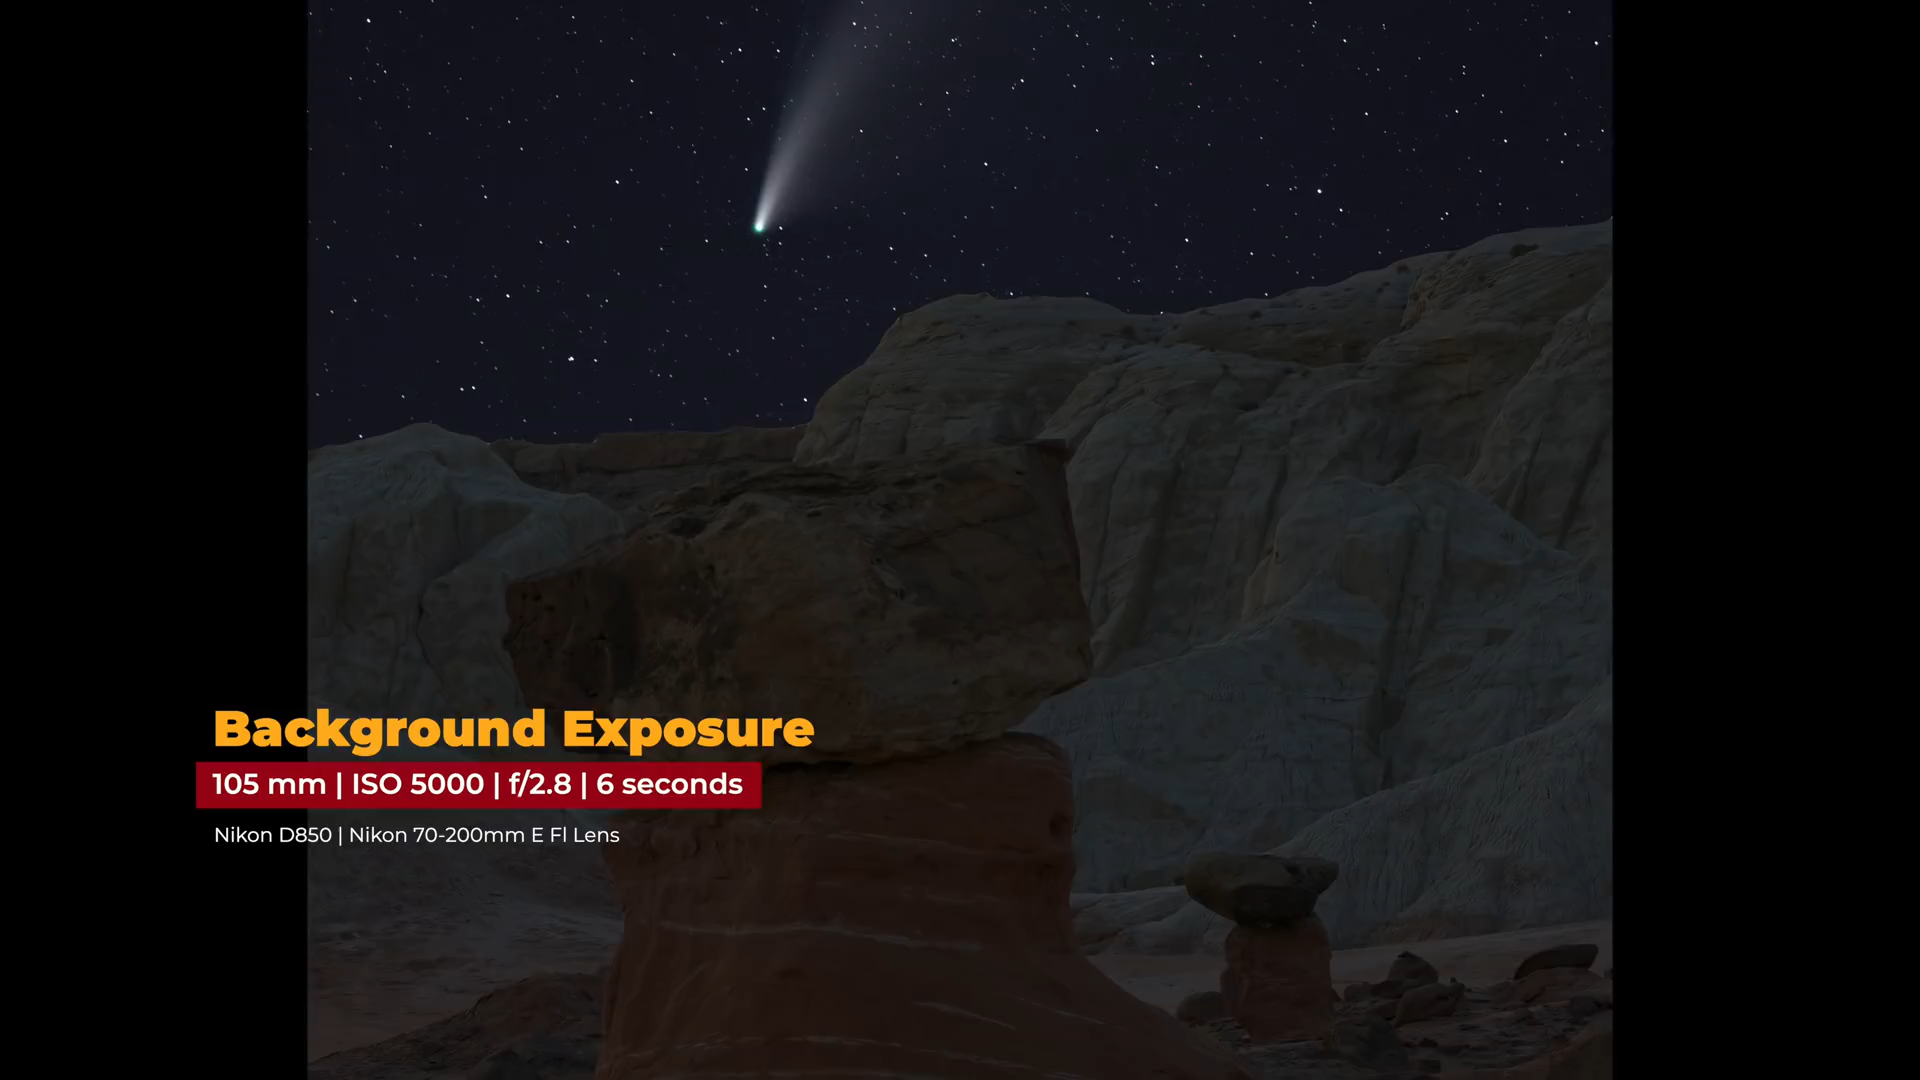 Background Exposure
105 mm | ISO 5000 | f/2.8 | 6 seconds
Nikon D850 | Nikon 70-200mm E Fl Lens